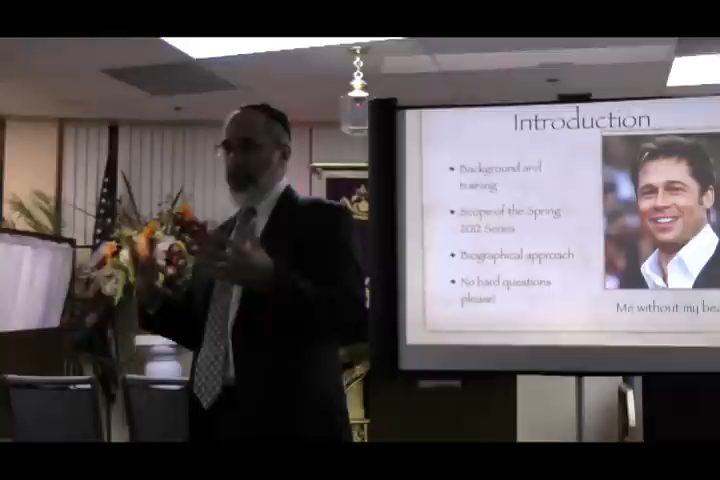 Introduction
• Background and
training
• Scope of the Spring
2012 Series
• Biographical approach
• No hard questions
please!
Me without my bea